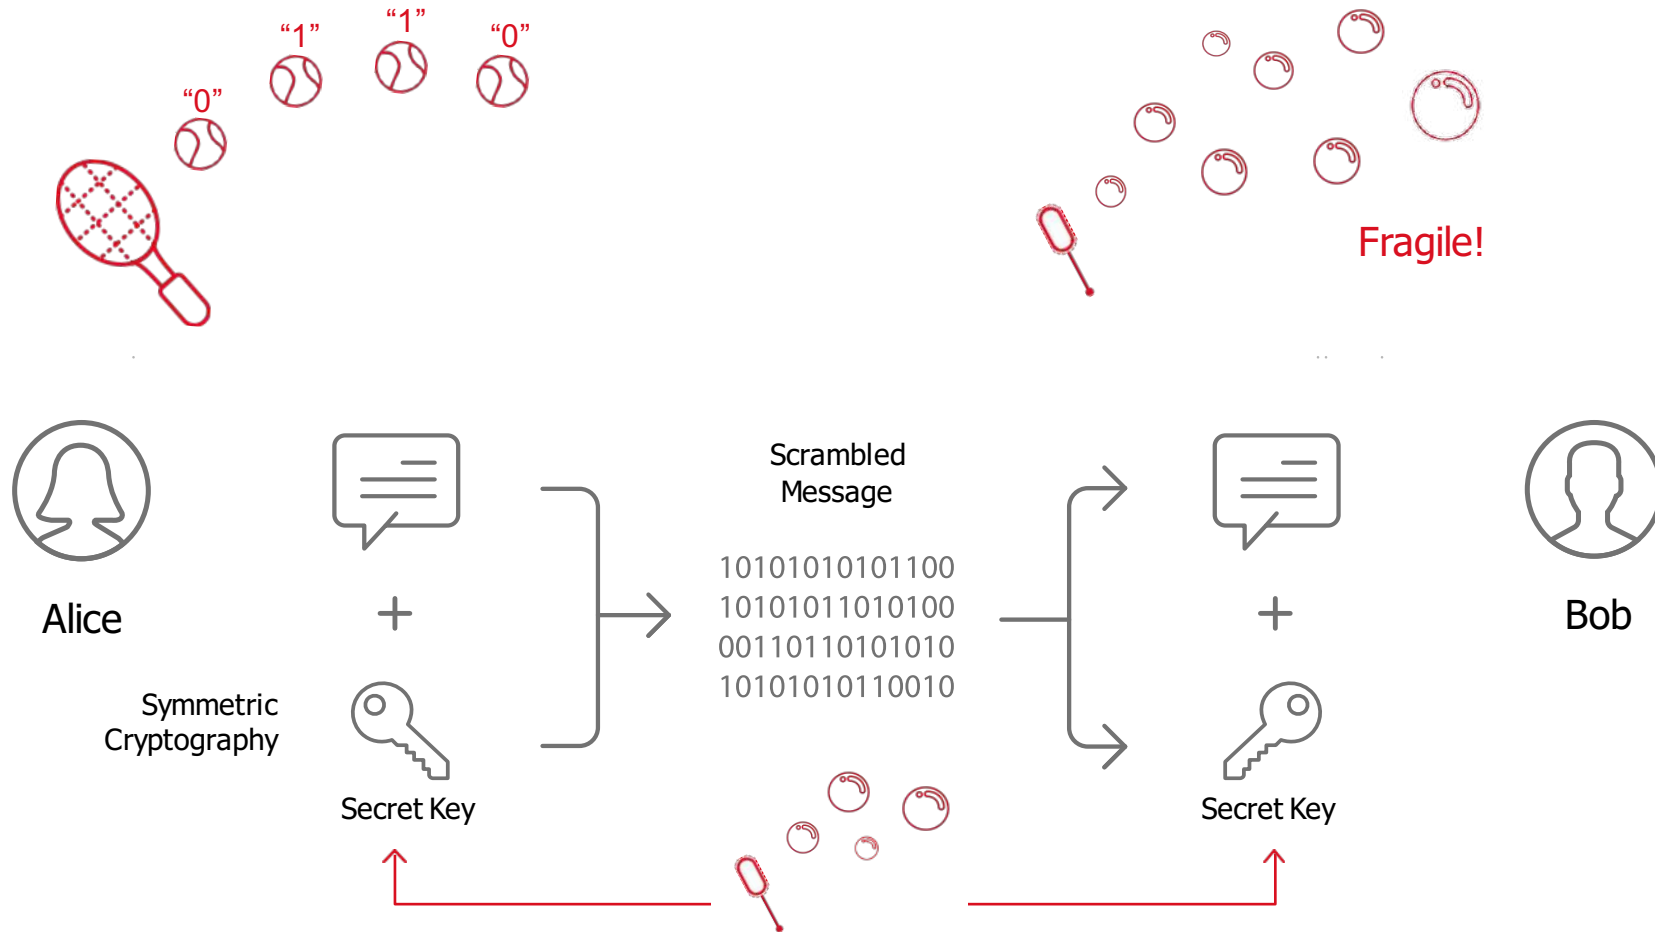 “0”
“1”
“1”
“0”
Fragile!
Alice
Symmetric
Cryptography
Secret Key
Scrambled
Message
10101010101100
10101011010100
00110110101010
10101010110010
Secret Key
Bob